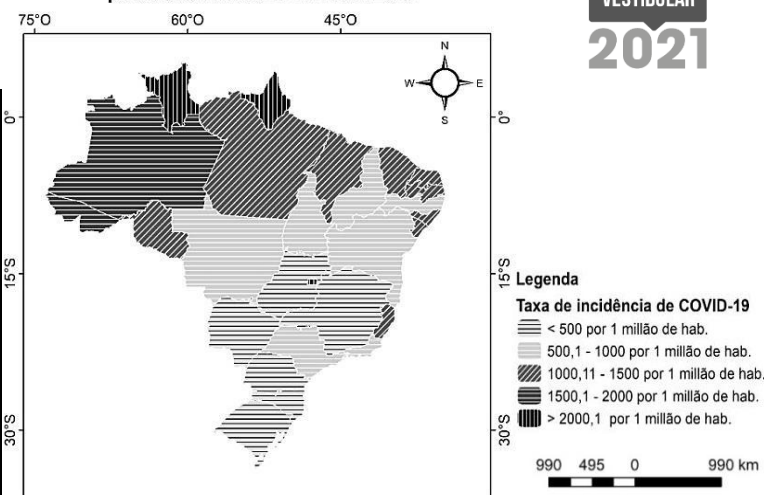 VESTIBULAR
2021
75°O 60°O 45°O
N
W E
S
0° 0°
15°S
30°S 30°S
Legenda
Taxa de incidência de COVID-19
< 500 por 1 millão de hab.
500,1 - 1000 por 1 millão de hab.
1000,11 - 1500 por 1 millão de hab.
1500,1 - 2000 por 1 millão de hab.
> 2000,1 por 1 millão de hab.
990 495 0 990 km